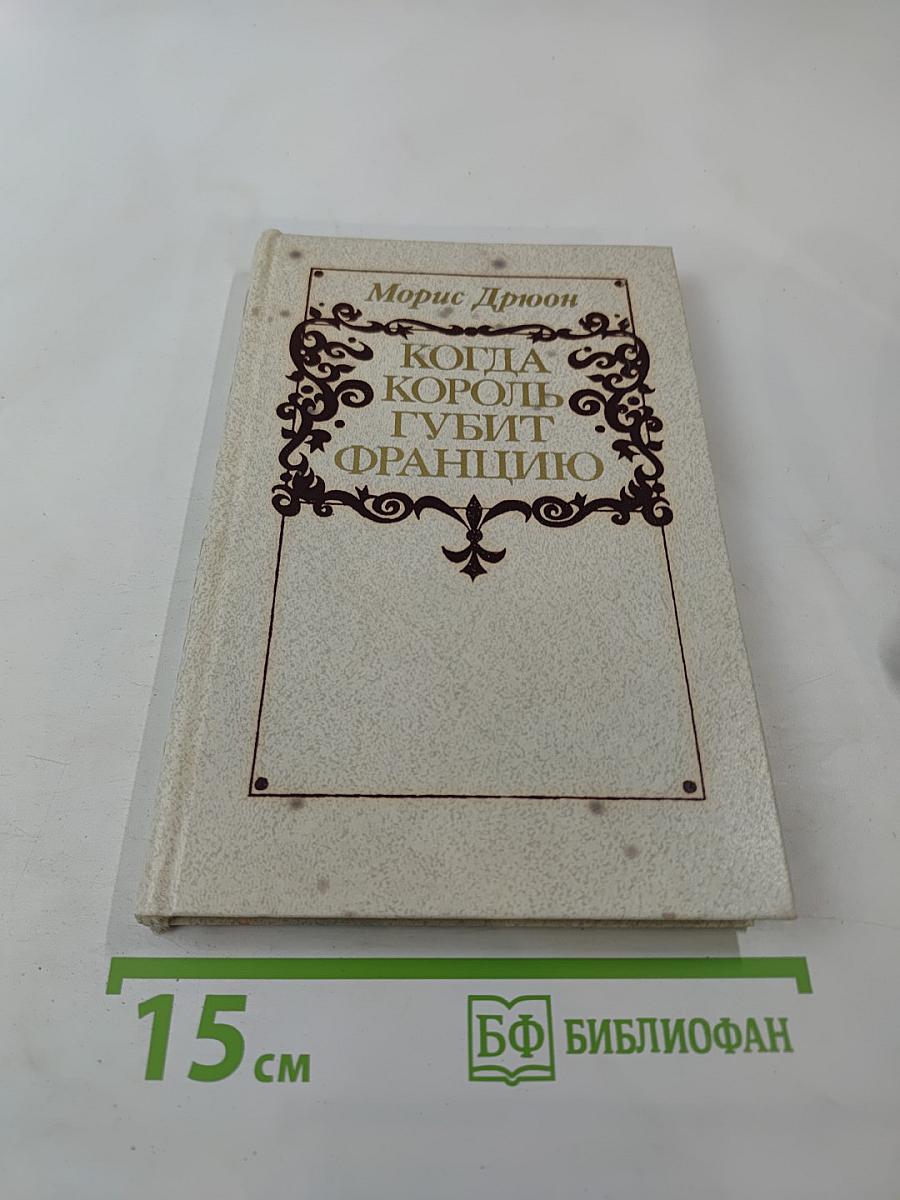 Морис Дрюон
КОГДА
КОРОЛЬ
ГУБИТ
ФРАНЦИЮ
15 см
БФ БИБЛИОФАН